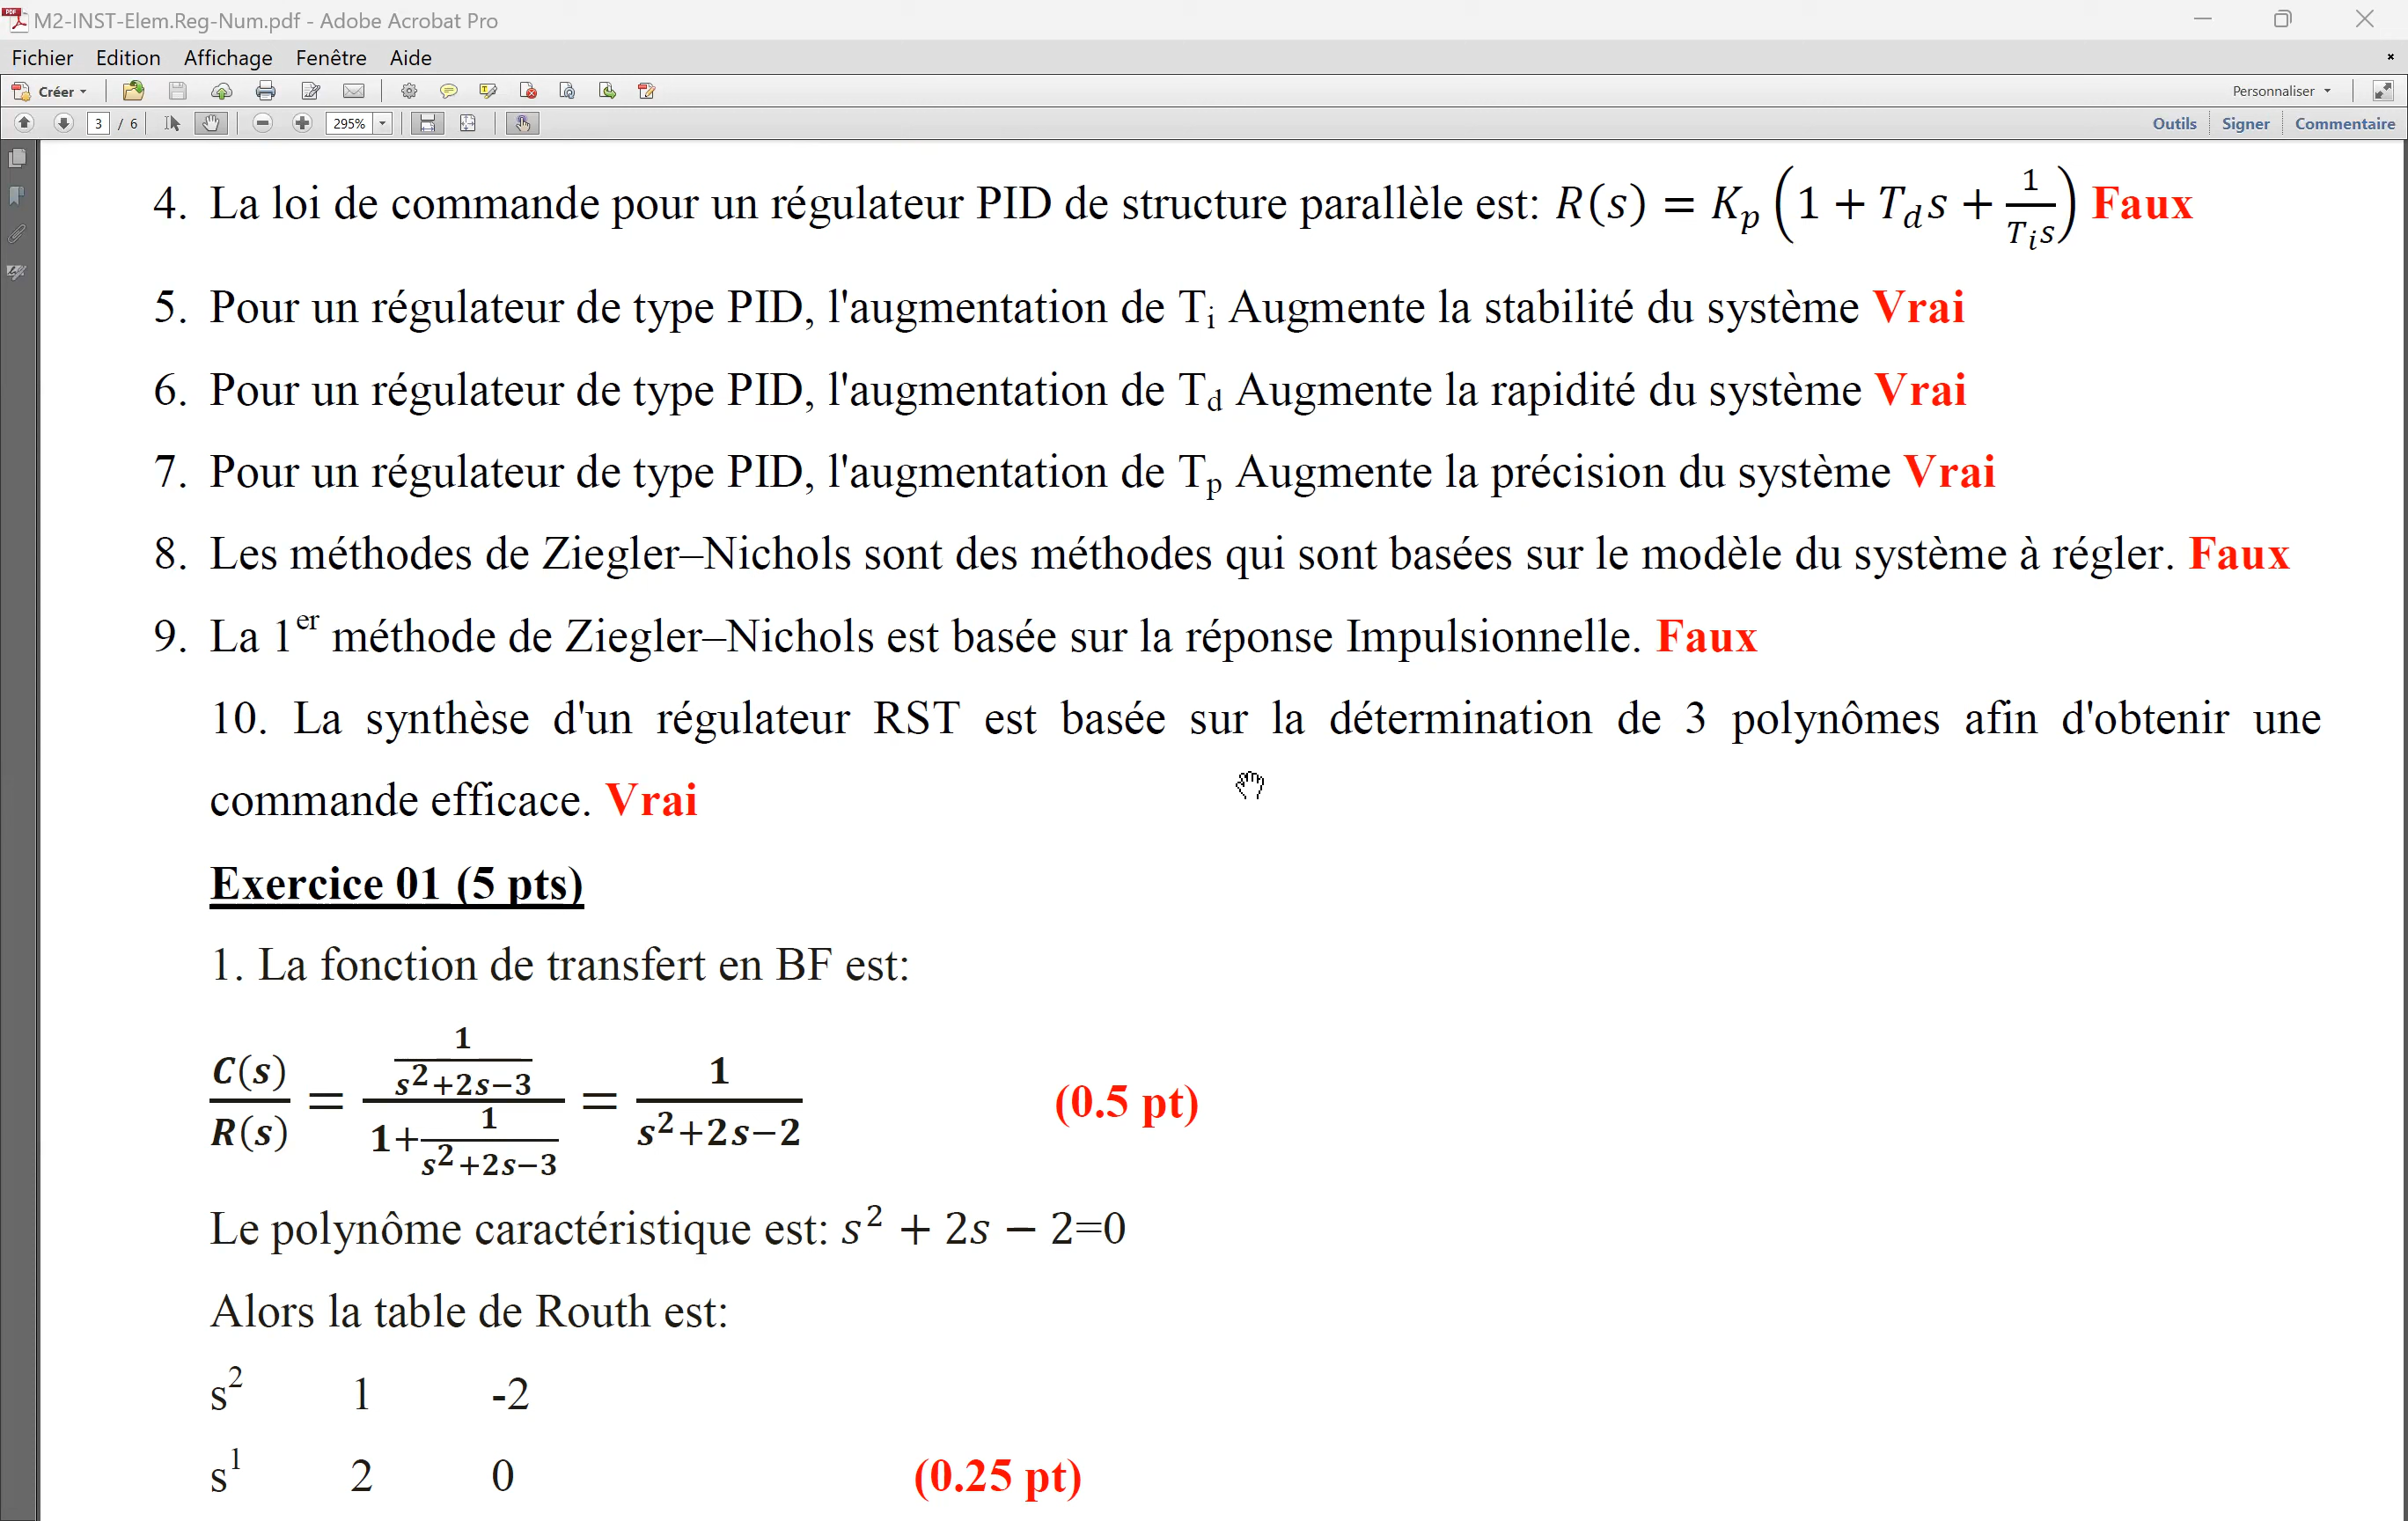 M2-INST-Elem.Reg-Num.pdf - Adobe Acrobat Pro
Fichier Edition Affichage Fenêtre Aide
Créer Personnaliser
3 / 6 295% Outils Signer Commentaire
4. La loi de commande pour un régulateur PID de structure parallèle est: R(s) = K_p (1 + T_d s + 1/(T_i s)) Faux
5. Pour un régulateur de type PID, l'augmentation de T_i Augmente la stabilité du système Vrai
6. Pour un régulateur de type PID, l'augmentation de T_d Augmente la rapidité du système Vrai
7. Pour un régulateur de type PID, l'augmentation de T_p Augmente la précision du système Vrai
8. Les méthodes de Ziegler–Nichols sont des méthodes qui sont basées sur le modèle du système à régler. Faux
9. La 1^er méthode de Ziegler–Nichols est basée sur la réponse Impulsionnelle. Faux
10. La synthèse d'un régulateur RST est basée sur la détermination de 3 polynômes afin d'obtenir une
commande efficace. Vrai
Exercice 01 (5 pts)
1. La fonction de transfert en BF est:
C(s)/R(s) = (1/(s²+2s−3))/(1+1/(s²+2s−3)) = 1/(s²+2s−2) (0.5 pt)
Le polynôme caractéristique est: s² + 2s − 2=0
Alors la table de Routh est:
s² 1 -2
s¹ 2 0 (0.25 pt)